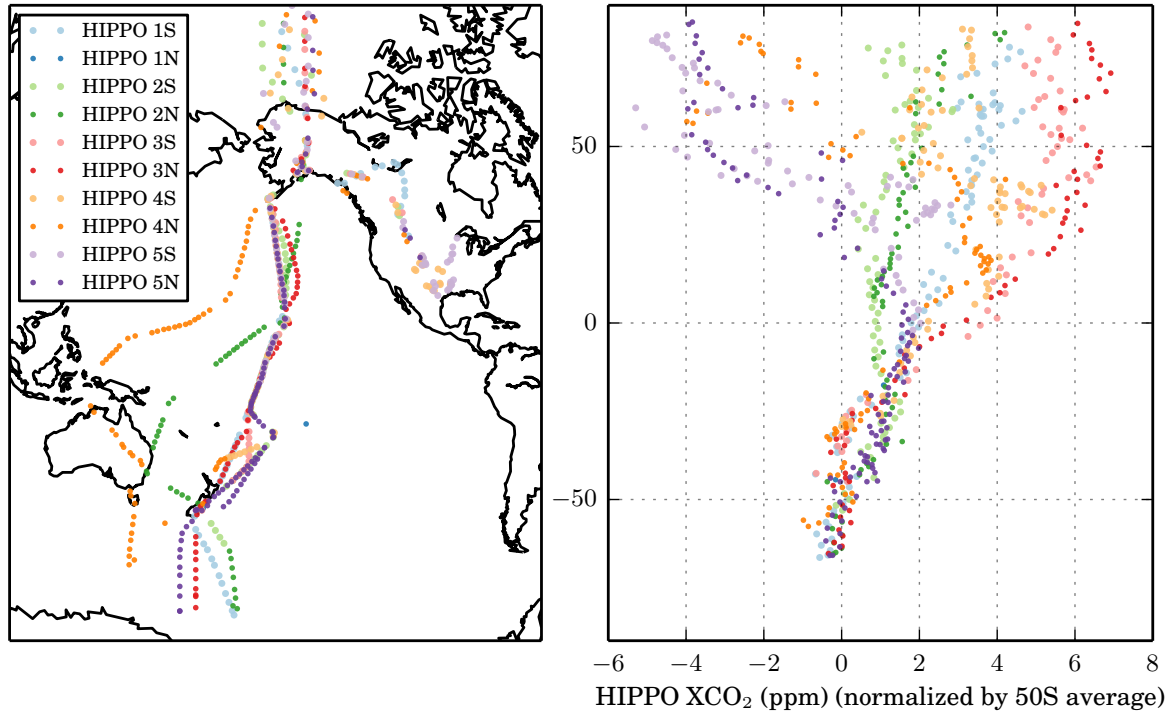 HIPPO 1S
HIPPO 1N
HIPPO 2S
HIPPO 2N
HIPPO 3S
HIPPO 3N
HIPPO 4S
HIPPO 4N
HIPPO 5S
HIPPO 5N
50
0
−50
−6 −4 −2 0 2 4 6 8
HIPPO XCO₂ (ppm) (normalized by 50S average)